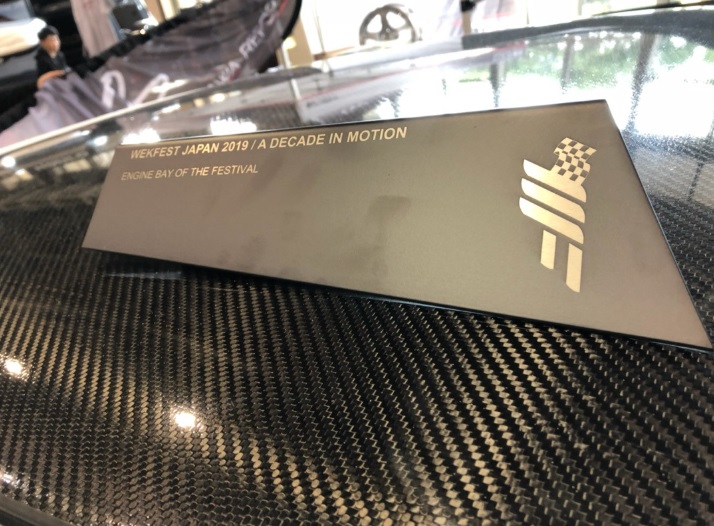 WEKFEST JAPAN 2019 / A DECADE IN MOTION
ENGINE BAY OF THE FESTIVAL